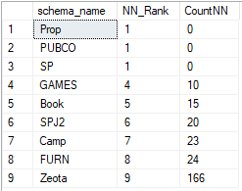 schema_name NN_Rank CountNN
1 Prop 1 0
2 PUBCO 1 0
3 SP 1 0
4 GAMES 4 10
5 Book 5 15
6 SPJ2 6 20
7 Camp 7 23
8 FURN 8 24
9 Zeota 9 166